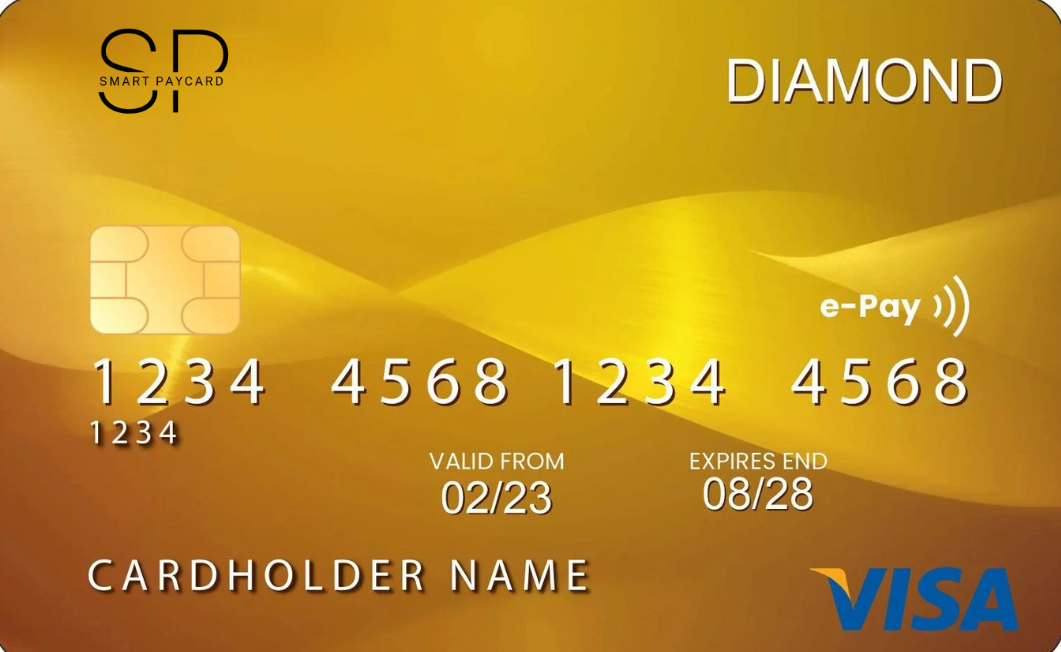 SP
SMART PAYCARD
DIAMOND
e-Pay
1234 4568 1234 4568
1234
VALID FROM
02/23
EXPIRES END
08/28
CARDHOLDER NAME
VISA